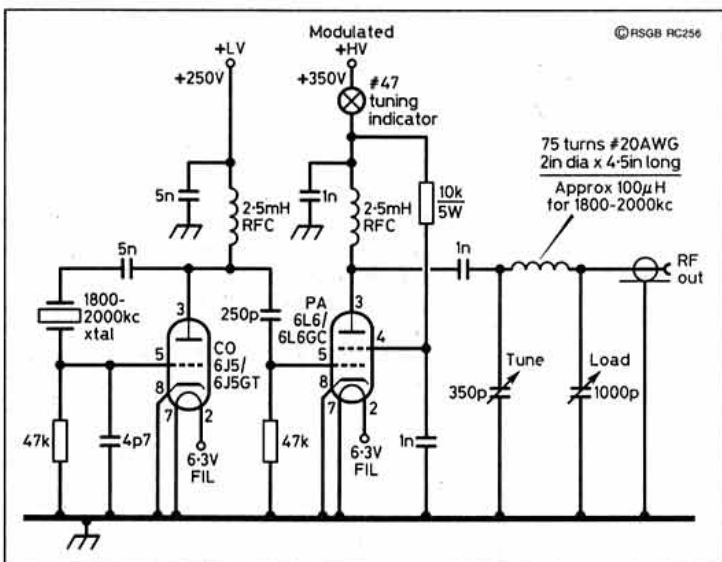 Modulated
+LV
+HV
©RSGB RC256
+250V
+350V
#47
tuning
indicator
75 turns #20AWG
2in dia x 4·5in long
Approx 100µH
for 1800-2000kc
5n
2·5mH
RFC
1n
2·5mH
RFC
10k
5W
5n
1n
RF
out
1800-
2000kc
xtal
250p
3
PA
6L6/
6L6GC
3
4
5
CO
6J5/
6J5GT
5
Tune
Load
8
7
2
8
7
2
350p
1000p
47k
4p7
6·3V
FIL
47k
6·3V
FIL
1n